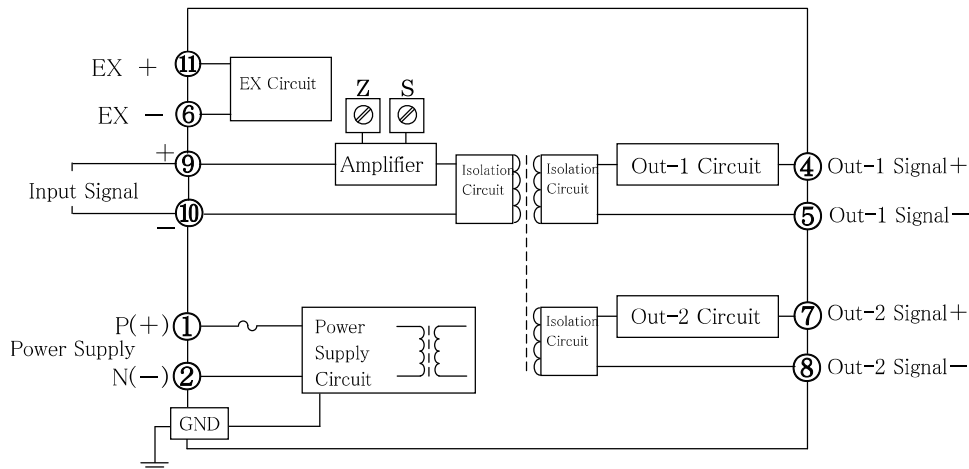 EX + ⑪
EX Circuit
EX − ⑥
Z S
+ ⑨
Amplifier
Isolation Circuit
Isolation Circuit
Out-1 Circuit
④ Out-1 Signal+
Input Signal
− ⑩
⑤ Out-1 Signal−
P(+) ①
Power Supply
N(−) ②
Power
Supply
Circuit
Isolation Circuit
Out-2 Circuit
⑦ Out-2 Signal+
⑧ Out-2 Signal−
GND